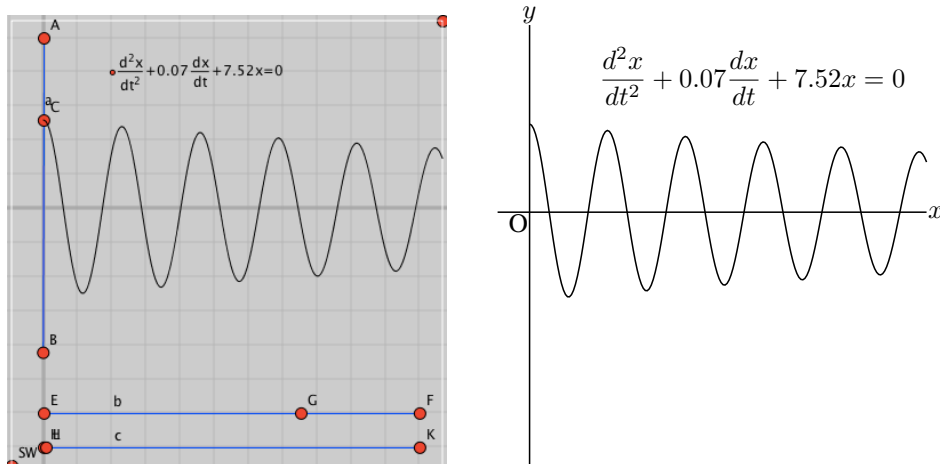 A
d²x/dt² +0.07 dx/dt +7.52x=0
a
C
B
E b G F
H c K
SW
y
d²x/dt² + 0.07 dx/dt + 7.52x = 0
O x